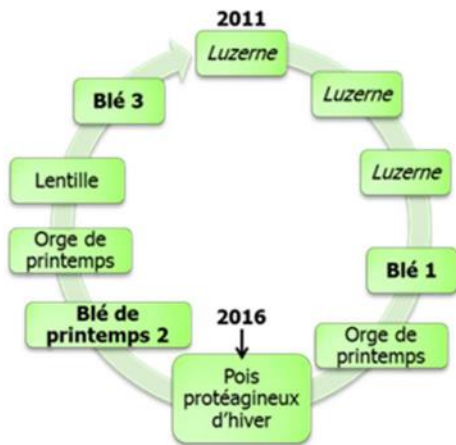 2011
Luzerne
Luzerne
Luzerne
Blé 1
Orge de
printemps
2016
Pois
protéagineux
d'hiver
Blé de
printemps 2
Orge de
printemps
Lentille
Blé 3